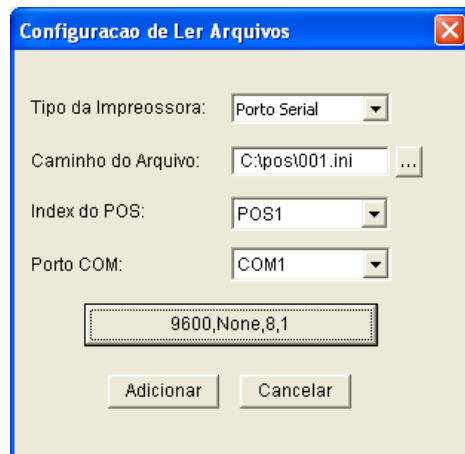 Configuracao de Ler Arquivos
Tipo da Impreossora: Porto Serial
Caminho do Arquivo: C:\pos\001.ini ...
Index do POS: POS1
Porto COM: COM1
9600,None,8,1
Adicionar Cancelar